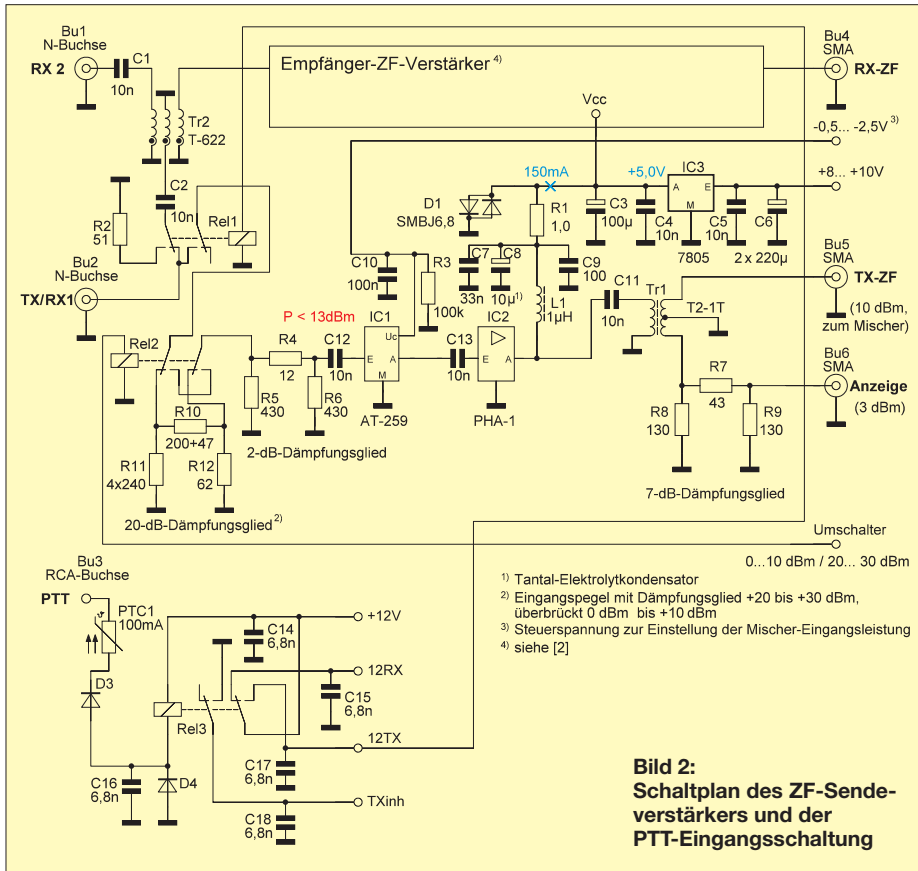 Bu1
N-Buchse
RX 2
C1
10n
Empfänger-ZF-Verstärker 4)
Bu4
SMA
RX-ZF
Tr2
T-622
Vcc
-0,5... -2,5V 3)
150mA
+5,0V
IC3
A
E
M
7805
+8... +10V
C2
10n
R2
51
Rel1
D1
SMBJ6,8
R1
1,0
C3
100µ
C4
10n
C5
10n
C6
2 x 220µ
Bu2
N-Buchse
TX/RX1
C10
100n
R3
100k
C7
33n
C8
10µ1)
C9
100
L1
1µH
C11
10n
Tr1
T2-1T
Bu5
SMA
TX-ZF
(10 dBm,
zum Mischer)
P < 13dBm
Rel2
R4
12
C12
10n
IC1
Uc
E
A
M
AT-259
C13
10n
IC2
E
A
PHA-1
R5
430
R6
430
2-dB-Dämpfungsglied
Bu6
SMA
Anzeige
(3 dBm)
R7
43
R8
130
R9
130
7-dB-Dämpfungsglied
R10
200+47
R11
4x240
R12
62
20-dB-Dämpfungsglied2)
Umschalter
0...10 dBm / 20... 30 dBm
Bu3
RCA-Buchse
PTT
PTC1
100mA
D3
C16
6,8n
D4
Rel3
C14
6,8n
+12V
12RX
C15
6,8n
12TX
C17
6,8n
TXinh
C18
6,8n
1) Tantal-Elektrolytkondensator
2) Eingangspegel mit Dämpfungsglied +20 bis +30 dBm,
überbrückt 0 dBm bis +10 dBm
3) Steuerspannung zur Einstellung der Mischer-Eingangsleistung
4) siehe [2]
Bild 2:
Schaltplan des ZF-Sende-
verstärkers und der
PTT-Eingangsschaltung